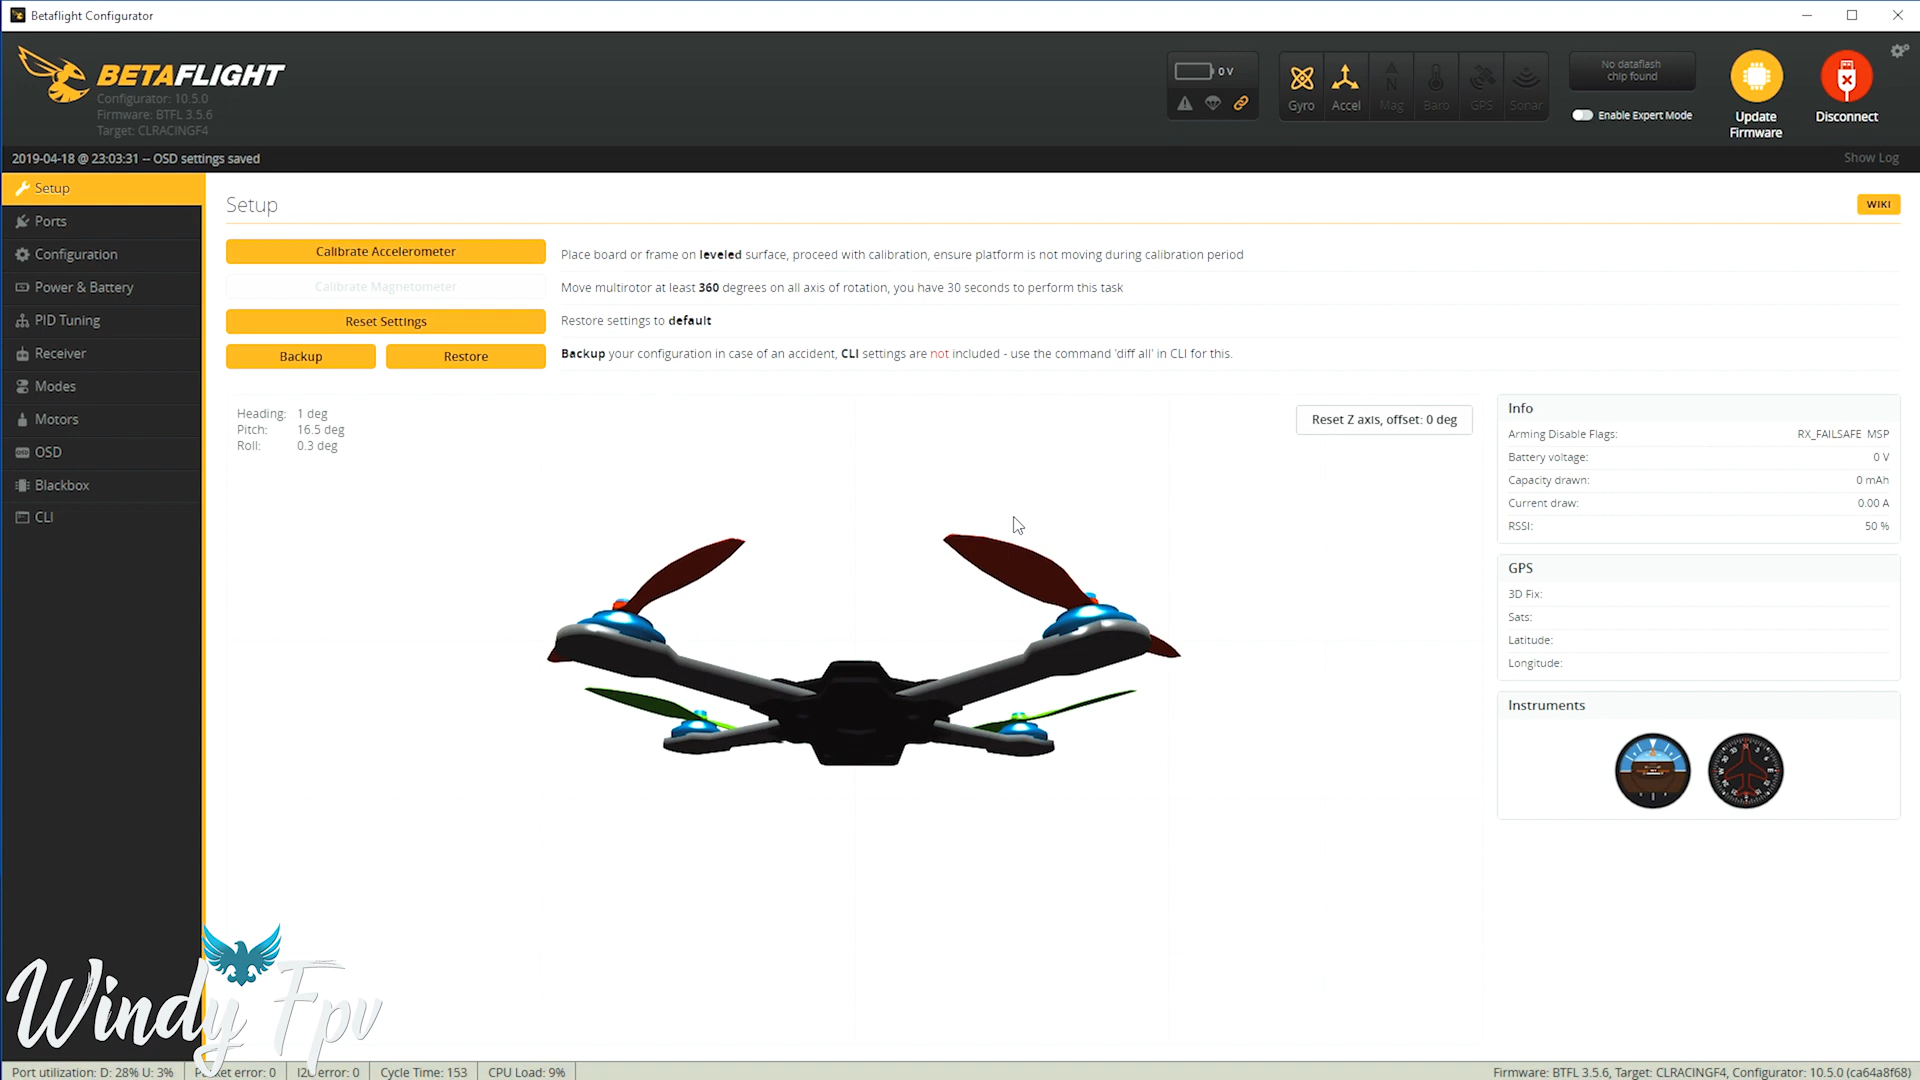 Betaflight Configurator
BETAFLIGHT
Configurator: 10.5.0
Firmware: BTFL 3.5.6
Target: CLRACINGF4
0 V
Gyro
Accel
Mag
Baro
GPS
Sonar
No dataflash
chip found
Enable Expert Mode
Update
Firmware
Disconnect
2019-04-18 @ 23:03:31 -- OSD settings saved
Show Log
Setup
Ports
Configuration
Power & Battery
PID Tuning
Receiver
Modes
Motors
OSD
Blackbox
CLI
Setup
WIKI
Calibrate Accelerometer
Place board or frame on leveled surface, proceed with calibration, ensure platform is not moving during calibration period
Calibrate Magnetometer
Move multirotor at least 360 degrees on all axis of rotation, you have 30 seconds to perform this task
Reset Settings
Restore settings to default
Backup
Restore
Backup your configuration in case of an accident, CLI settings are not included - use the command 'diff all' in CLI for this.
Heading: 1 deg
Pitch: 16.5 deg
Roll: 0.3 deg
Reset Z axis, offset: 0 deg
Info
Arming Disable Flags: RX_FAILSAFE MSP
Battery voltage: 0 V
Capacity drawn: 0 mAh
Current draw: 0.00 A
RSSI: 50 %
GPS
3D Fix:
Sats:
Latitude:
Longitude:
Instruments
Windy Fpv
Port utilization: D: 28% U: 3%
error: 0
error: 0
Cycle Time: 153
CPU Load: 9%
Firmware: BTFL 3.5.6, Target: CLRACINGF4, Configurator: 10.5.0 (ca64a8f68)